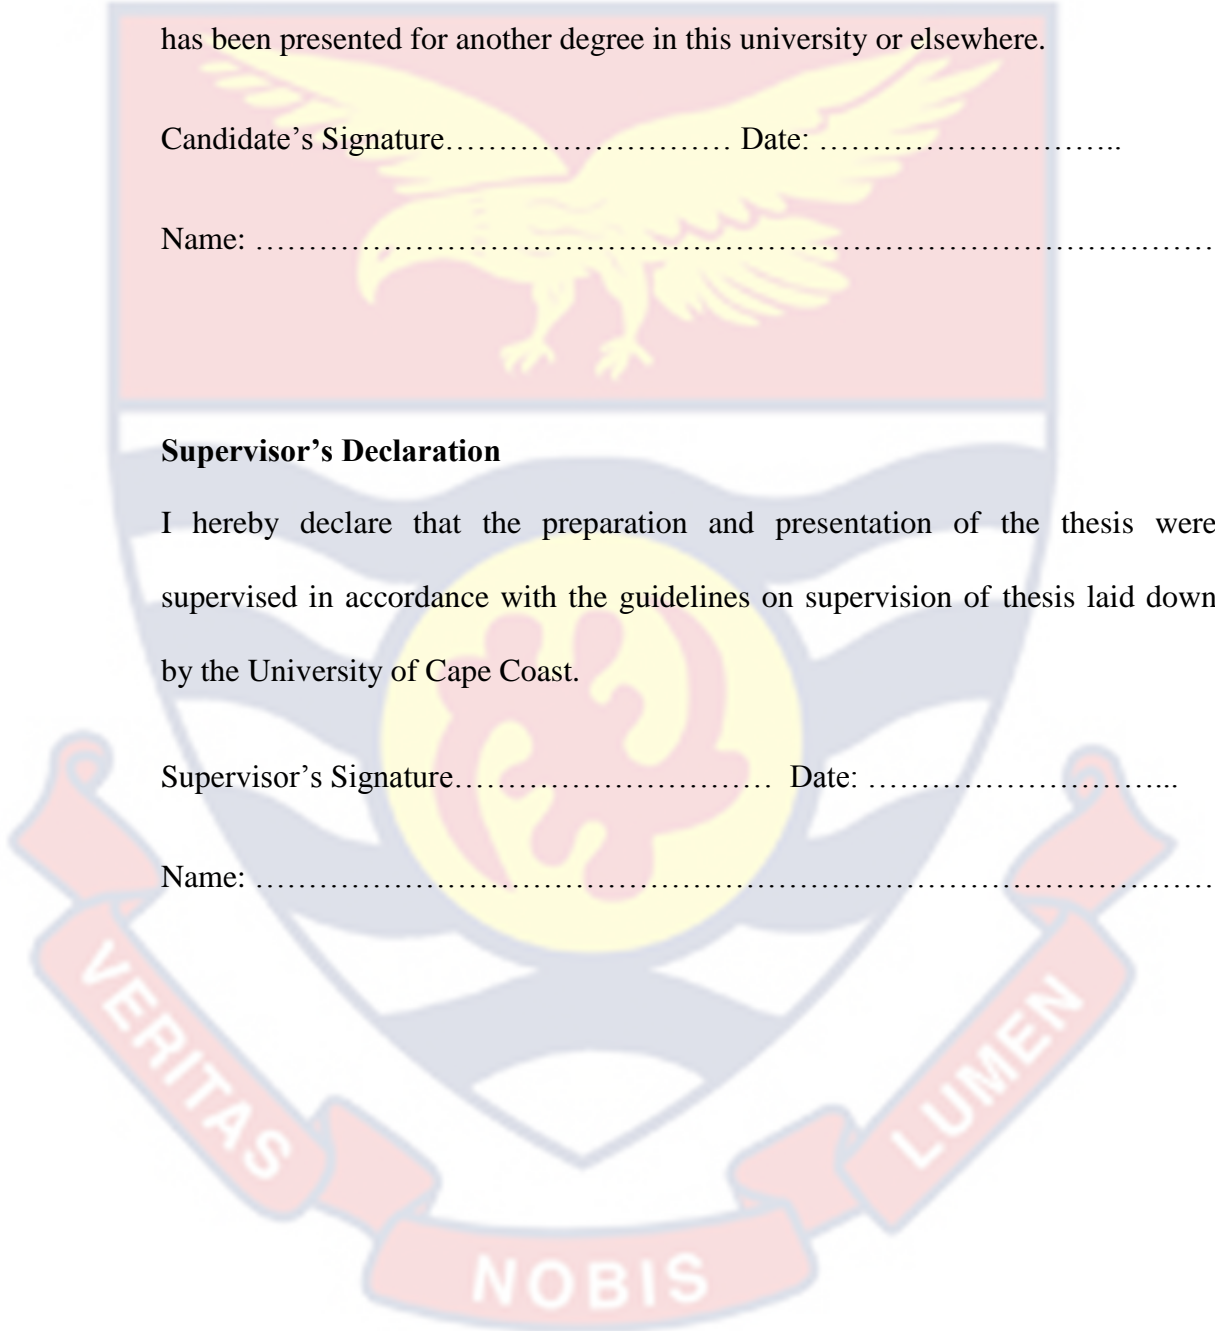 has been presented for another degree in this university or elsewhere.
Candidate’s Signature……………………… Date: ………………………..
Name: ………………………………………………………………………………
Supervisor’s Declaration
I hereby declare that the preparation and presentation of the thesis were
supervised in accordance with the guidelines on supervision of thesis laid down
by the University of Cape Coast.
Supervisor’s Signature………………………… Date: ………………………...
Name: ………………………………………………………………………………
VERITAS
NOBIS
LUMEN